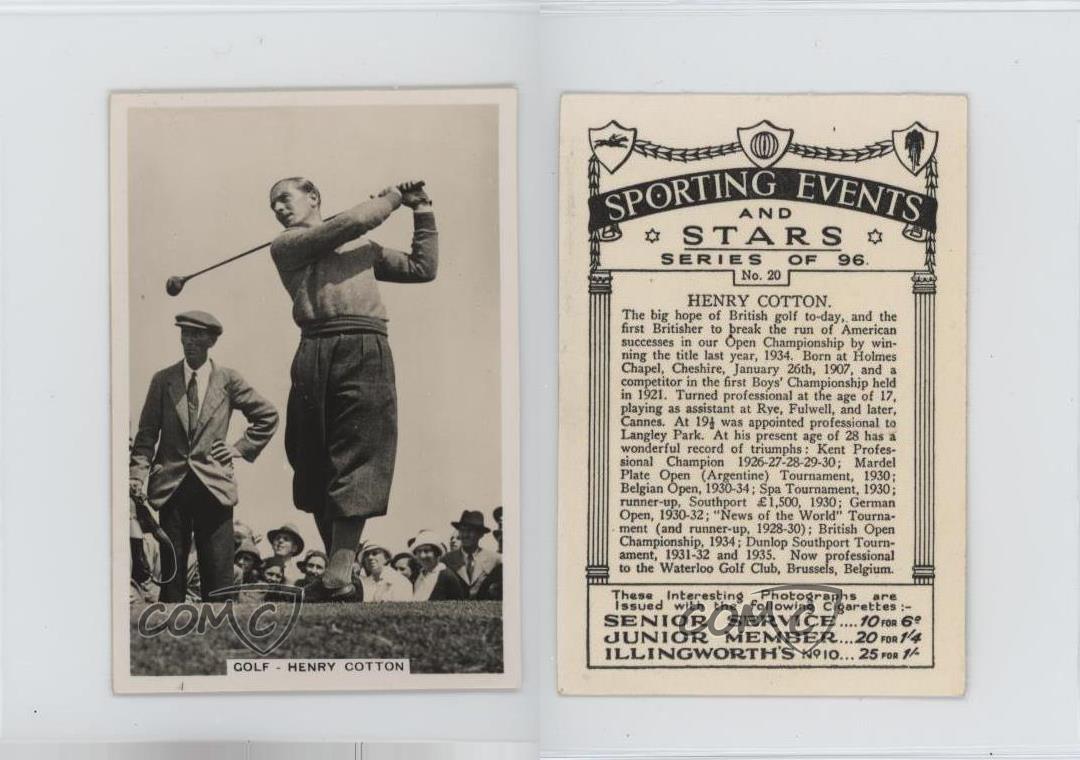 GOLF - HENRY COTTON
COMC
SPORTING EVENTS
AND
STARS
SERIES OF 96.
No. 20
HENRY COTTON.
The big hope of British golf to-day, and the
first Britisher to break the run of American
successes in our Open Championship by win-
ning the title last year, 1934. Born at Holmes
Chapel, Cheshire, January 26th, 1907, and a
competitor in the first Boys' Championship held
in 1921. Turned professional at the age of 17,
playing as assistant at Rye, Fulwell, and later,
Cannes. At 19½ was appointed professional to
Langley Park. At his present age of 28 has a
wonderful record of triumphs: Kent Profes-
sional Champion 1926-27-28-29-30; Mardel
Plate Open (Argentine) Tournament, 1930;
Belgian Open, 1930-34; Spa Tournament, 1930;
runner-up, Southport £1,500, 1930; German
Open, 1930-32; "News of the World" Tourna-
ment (and runner-up, 1928-30); British Open
Championship, 1934; Dunlop Southport Tourn-
ament, 1931-32 and 1935. Now professional
to the Waterloo Golf Club, Brussels, Belgium.
These Interesting Photographs are
Issued with the following Cigarettes:-
SENIOR SERVICE.... 10 FOR 6D
JUNIOR MEMBER... 20 FOR 1/4
ILLINGWORTH'S No 10... 25 FOR 1/-
COMC